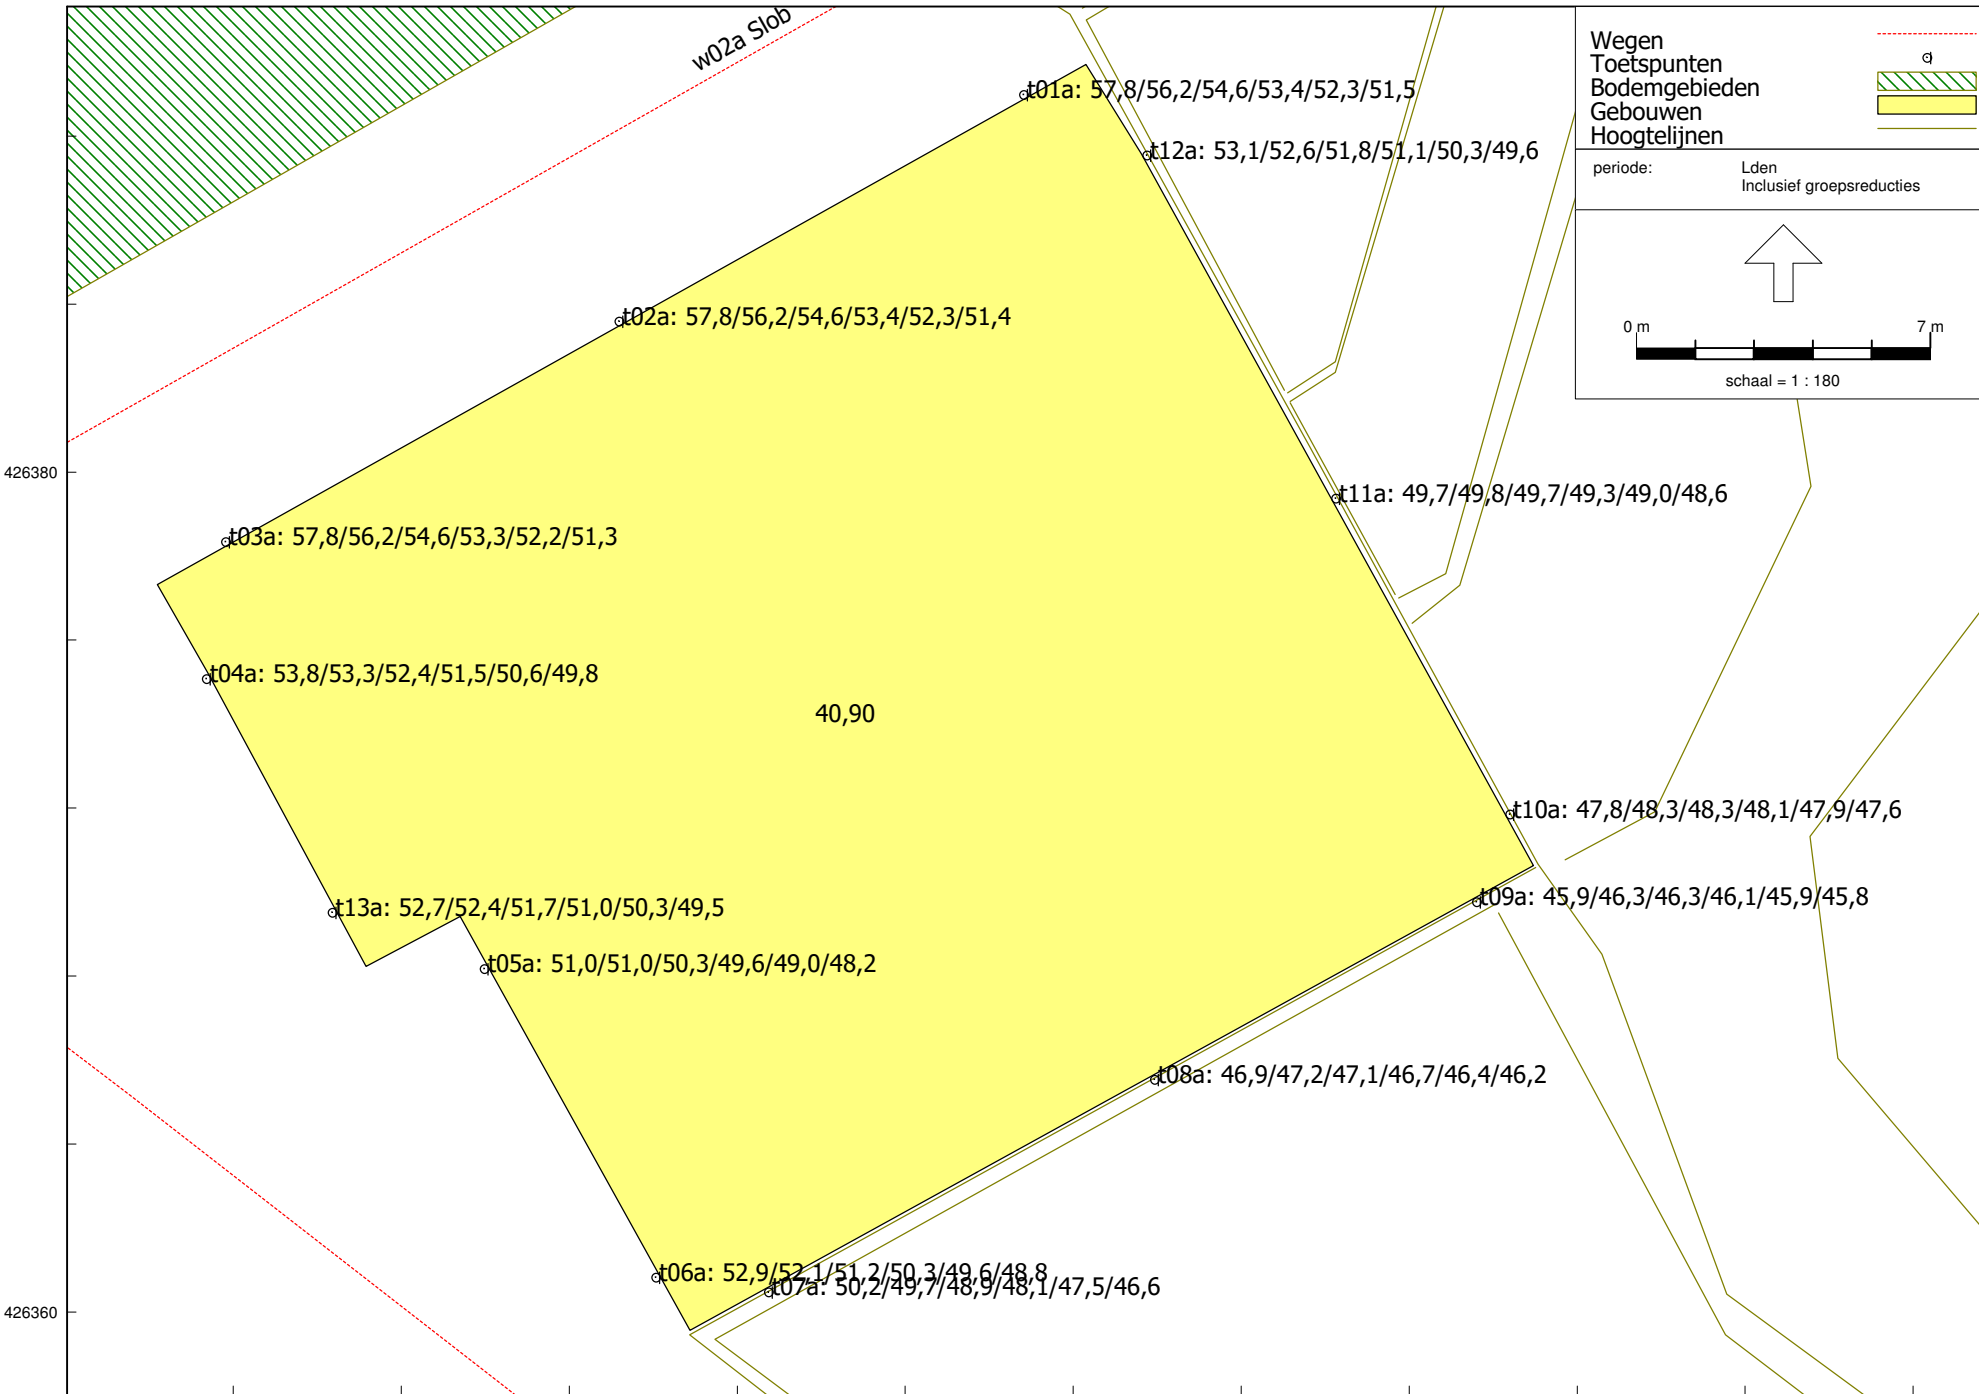 w02a Slob
Wegen
Toetspunten
Bodemgebieden
Gebouwen
Hoogtelijnen
periode: Lden
Inclusief groepsreducties
0 m 7 m
schaal = 1 : 180
t01a: 57,8/56,2/54,6/53,4/52,3/51,5
t12a: 53,1/52,6/51,8/51,1/50,3/49,6
t02a: 57,8/56,2/54,6/53,4/52,3/51,4
426380
t11a: 49,7/49,8/49,7/49,3/49,0/48,6
t03a: 57,8/56,2/54,6/53,3/52,2/51,3
t04a: 53,8/53,3/52,4/51,5/50,6/49,8
40,90
t10a: 47,8/48,3/48,3/48,1/47,9/47,6
t09a: 45,9/46,3/46,3/46,1/45,9/45,8
t13a: 52,7/52,4/51,7/51,0/50,3/49,5
t05a: 51,0/51,0/50,3/49,6/49,0/48,2
t08a: 46,9/47,2/47,1/46,7/46,4/46,2
t06a: 52,9/52,1/51,2/50,3/49,6/48,8
t07a: 50,2/49,7/48,9/48,1/47,5/46,6
426360